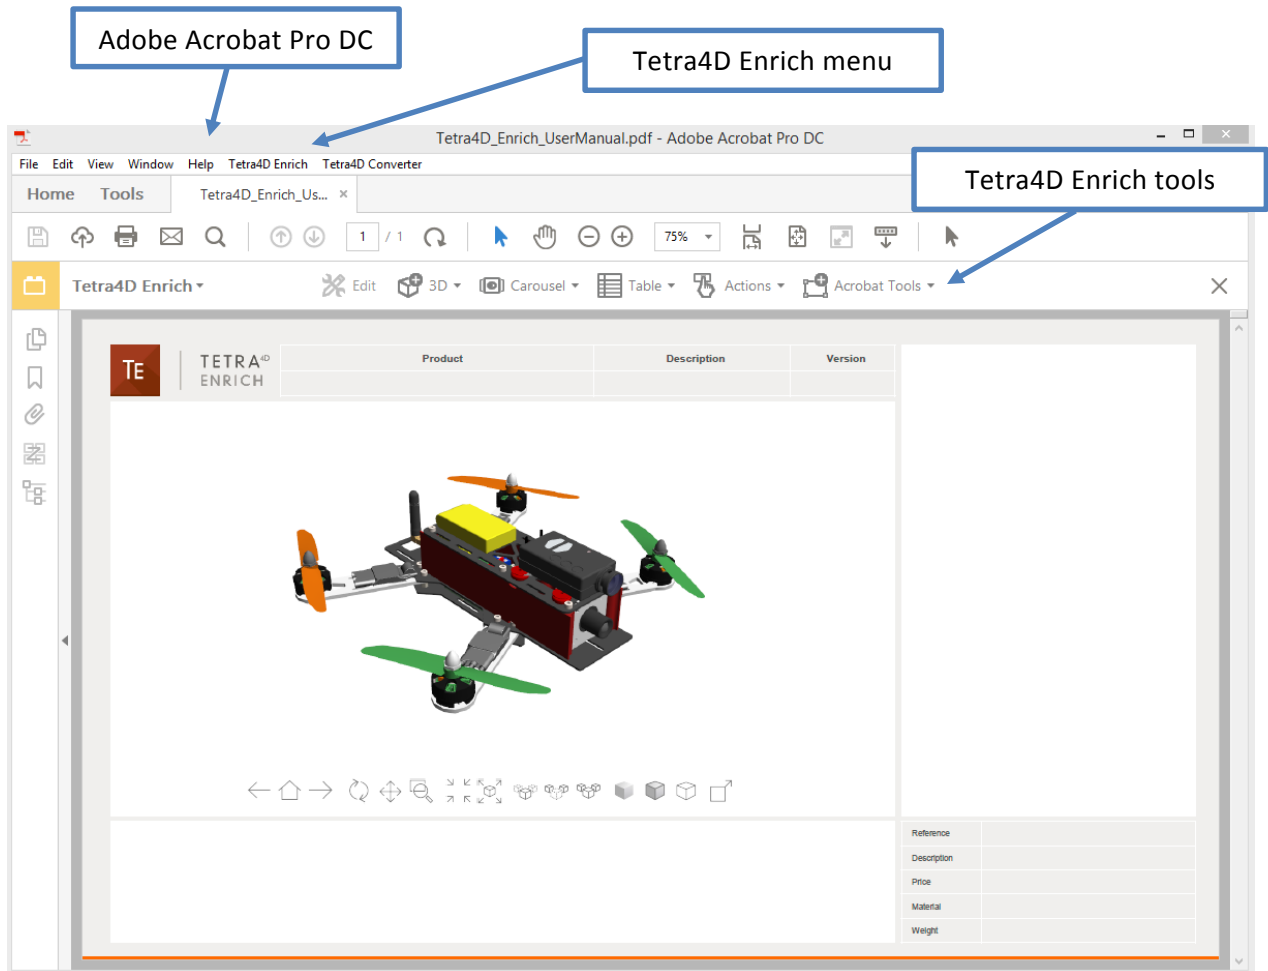 Adobe Acrobat Pro DC
Tetra4D Enrich menu
Tetra4D_Enrich_UserManual.pdf - Adobe Acrobat Pro DC
File Edit View Window Help Tetra4D Enrich Tetra4D Converter
Tetra4D Enrich tools
Home Tools Tetra4D_Enrich_Us... ×
1 / 1 75%
Tetra4D Enrich Edit 3D Carousel Table Actions Acrobat Tools
TE TETRA4D
ENRICH
Product Description Version
Reference
Description
Price
Material
Weight